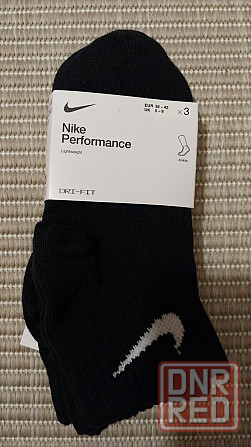 EUR 38 - 42
UK 5 - 8
x3
Nike
Performance
Lightweight
Ankle
DRI-FIT
DNR
RED